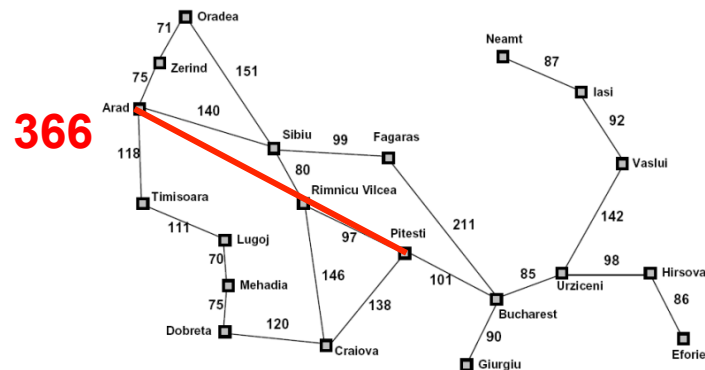 Oradea
71
Neamt
87
Zerind
75
151
Iasi
Arad
140
92
366
Sibiu
99
Fagaras
118
80
Vaslui
Timisoara
Rimnicu Vilcea
111
211
142
Lugoj
97
Pitesti
70
98
Hirsova
146
101
85
Urziceni
Mehadia
75
138
86
Bucharest
120
90
Dobreta
Craiova
Eforie
Giurgiu